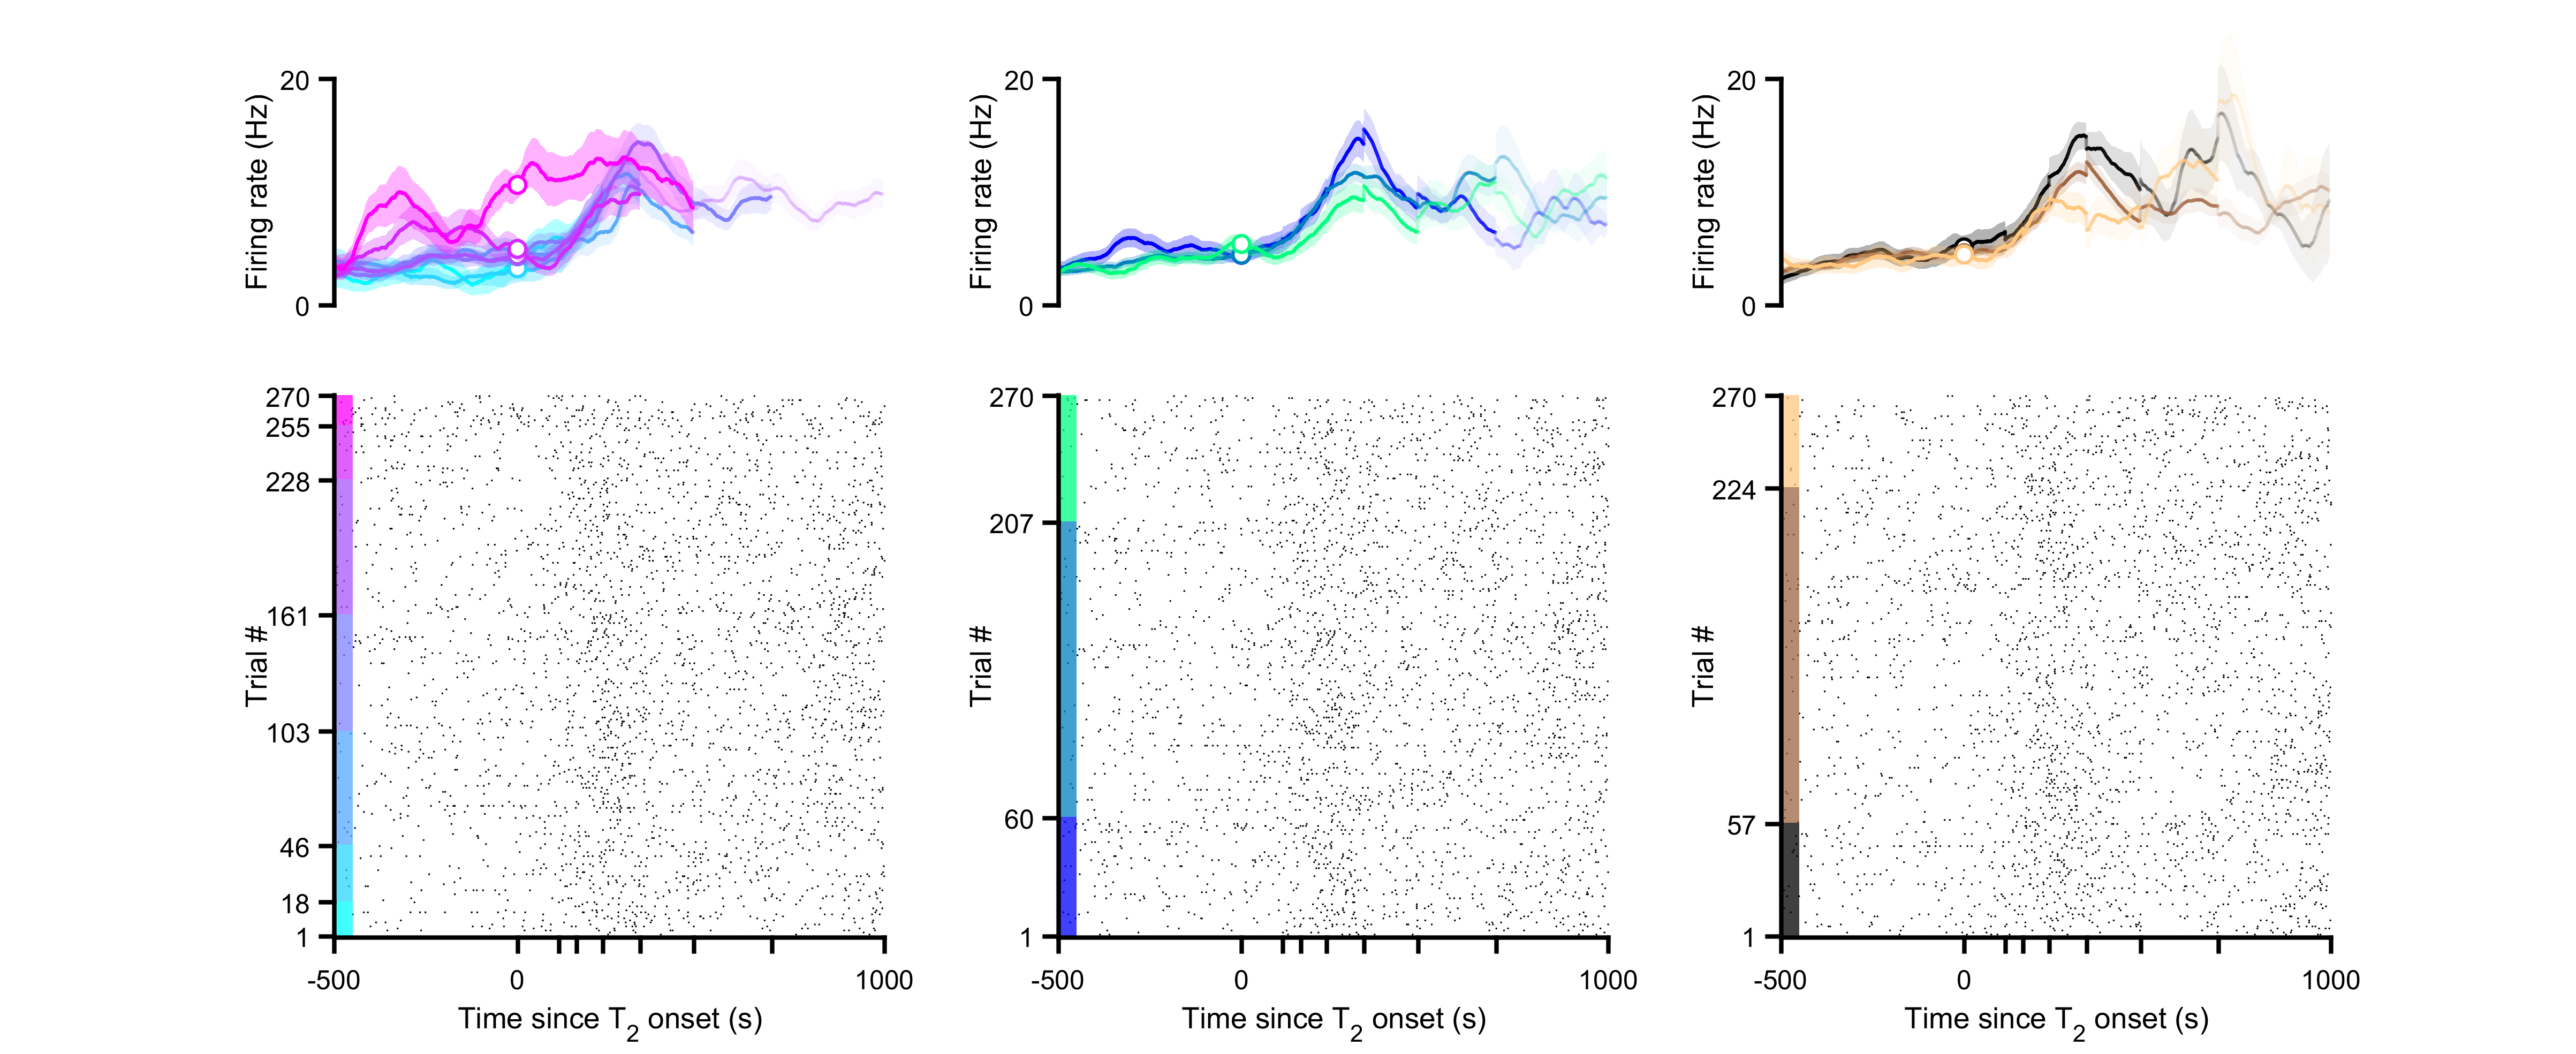 20
Firing rate (Hz)
0
20
Firing rate (Hz)
0
20
Firing rate (Hz)
0
270
255
228
161
Trial #
103
46
18
1
-500 0 1000
Time since T2 onset (s)
270
207
Trial #
60
1
-500 0 1000
Time since T2 onset (s)
270
224
Trial #
57
1
-500 0 1000
Time since T2 onset (s)